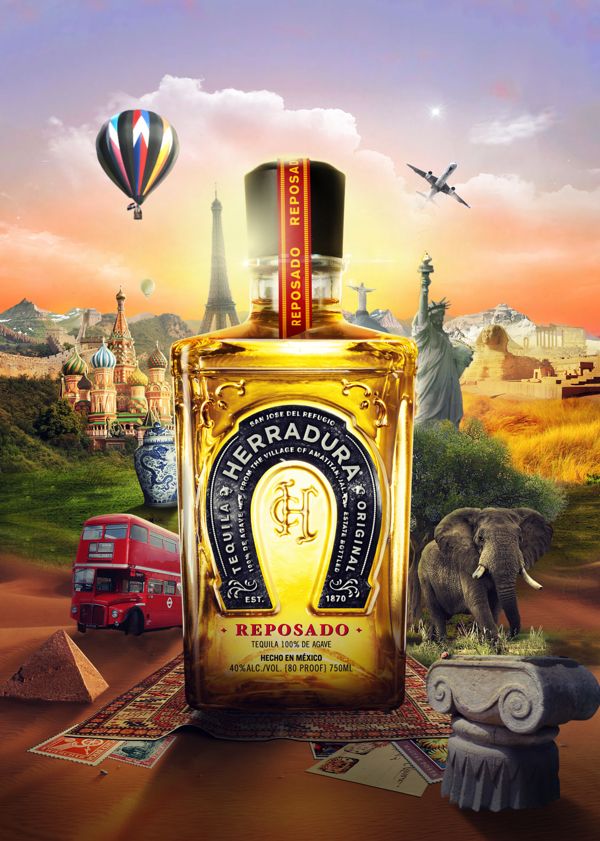 REPOSADO
REPOSADO
SAN JOSE DEL REFUGIO
HERRADURA
FROM THE VILLAGE OF AMATITAN, JAL
TEQUILA
100% DE AGAVE
ORIGINAL
ESTATE BOTTLED
H
EST. 1870
• REPOSADO •
TEQUILA 100% DE AGAVE
HECHO EN MÉXICO
40%ALC./VOL. (80 PROOF) 750ML